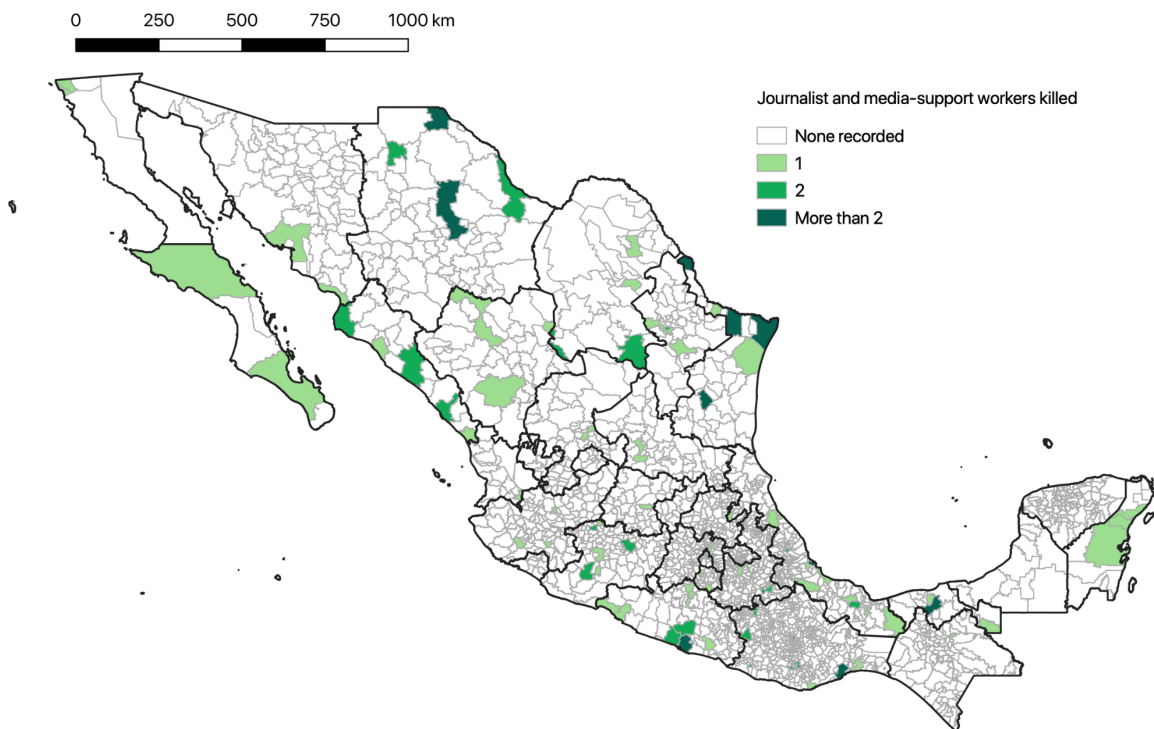 0 250 500 750 1000 km
Journalist and media-support workers killed
None recorded
1
2
More than 2